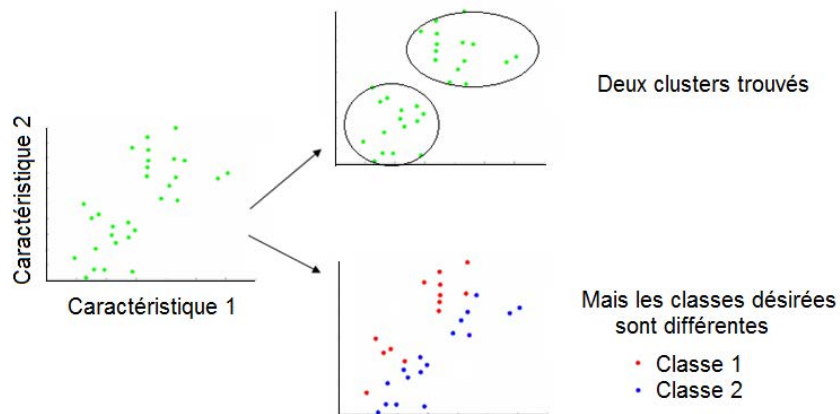 Deux clusters trouvés
Caractéristique 2
Caractéristique 1
Mais les classes désirées
sont différentes
Classe 1
Classe 2